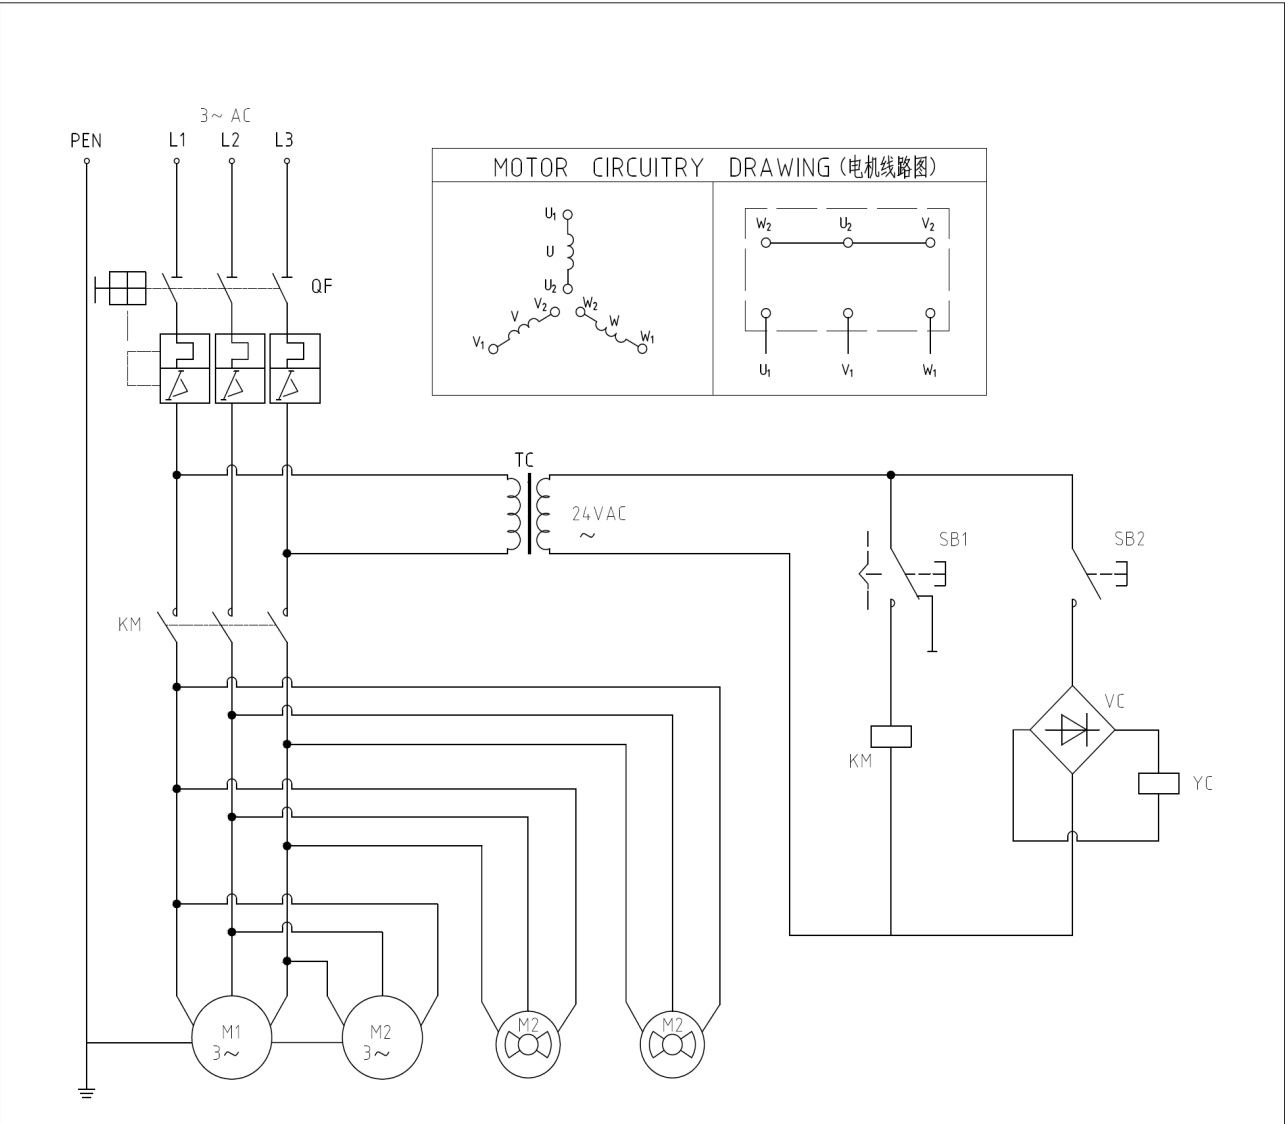 3~ AC
PEN L1 L2 L3
MOTOR CIRCUITRY DRAWING (电机线路图)
U1
U
U2
V2 W2
V W
V1 W1
W2 U2 V2
U1 V1 W1
QF
TC
24VAC
~
SB1 SB2
KM
VC
KM
YC
M1
3~
M2
3~
M2
M2